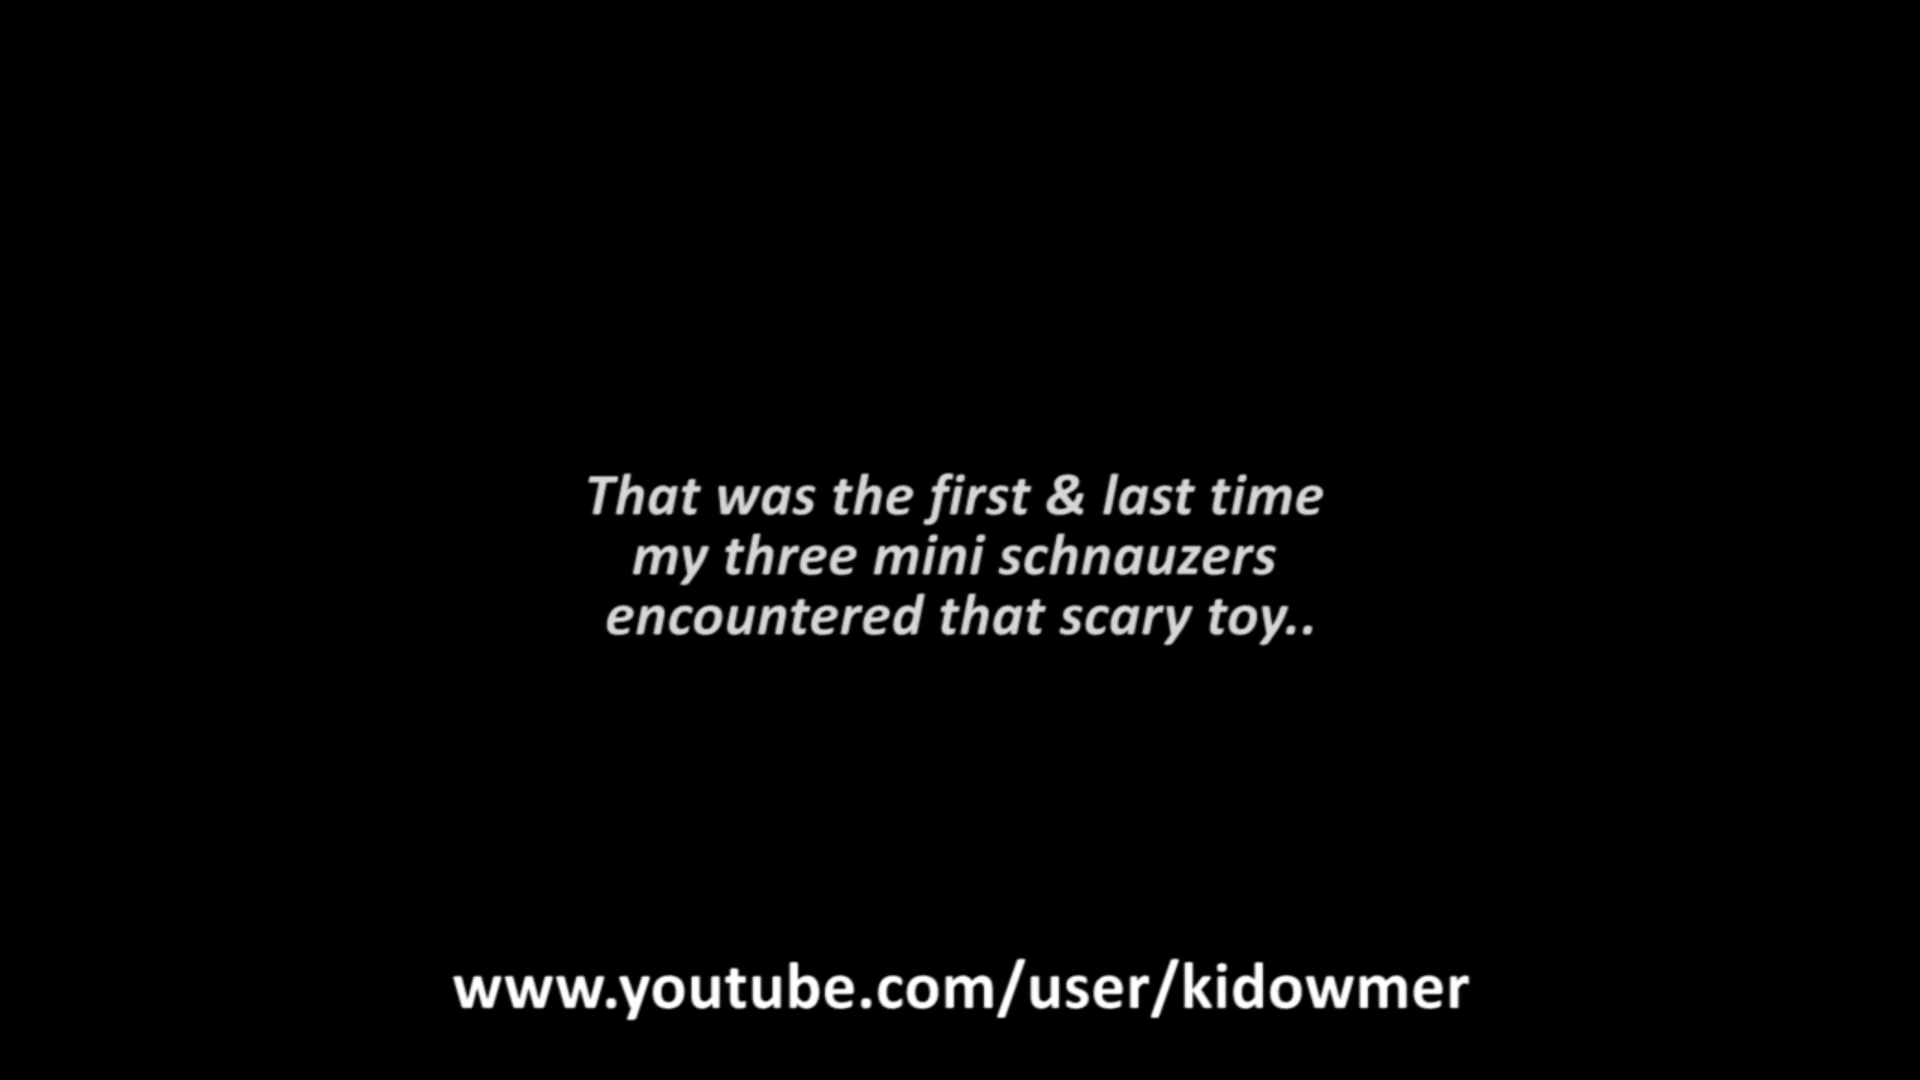 That was the first & last time
my three mini schnauzers
encountered that scary toy..
www.youtube.com/user/kidowmer